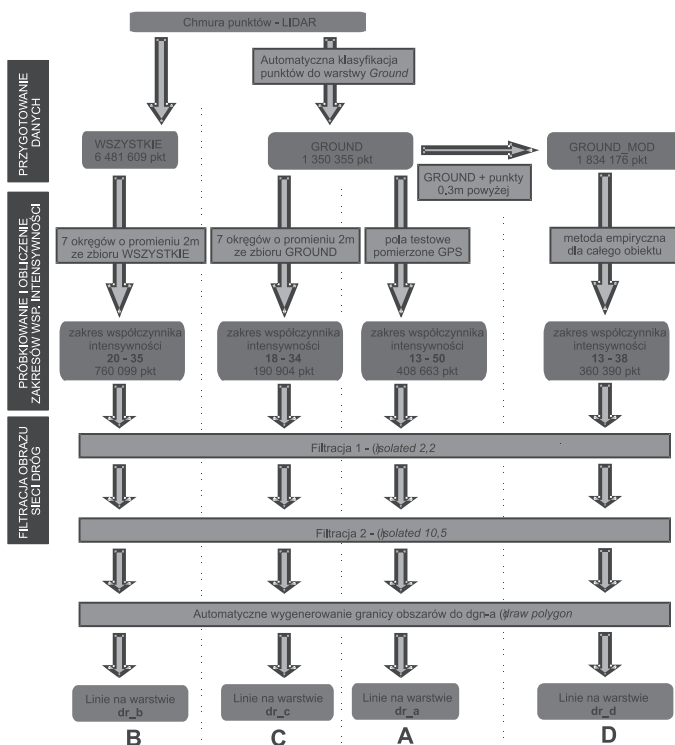 Chmura punktów - LIDAR
Automatyczna klasyfikacja
punktów do warstwy Ground
PRZYGOTOWANIE
DANYCH
WSZYSTKIE
6 481 609 pkt
GROUND
1 350 355 pkt
GROUND_MOD
1 834 176 pkt
GROUND + punkty
0.3m powyżej
PRÓBKIOWANIE I OBLICZENIE
ZAKRESÓW WSP. INTENSYWNOŚCI
7 okręgów o promieniu 2m
ze zbioru WSZYSTKIE
7 okręgów o promieniu 2m
ze zbioru GROUND
pola testowe
pomierzone GPS
metoda empiryczna
dla całego obiektu
zakres współczynnika
intensywności
20 - 35
760 099 pkt
zakres współczynnika
intensywności
18 - 34
190 904 pkt
zakres współczynnika
intensywności
13 - 50
408 663 pkt
zakres współczynnika
intensywności
13 - 38
360 390 pkt
FILTRACJA OBRAZU
SIECI DRÓG
Filtracja 1 - (isolated 2,2
Filtracja 2 - (isolated 10,5
Automatyczne wygenerowanie granicy obszarów do dgn-a (draw polygon
Linie na warstwie
dr_b
Linie na warstwie
dr_c
Linie na warstwie
dr_a
Linie na warstwie
dr_d
B
C
A
D